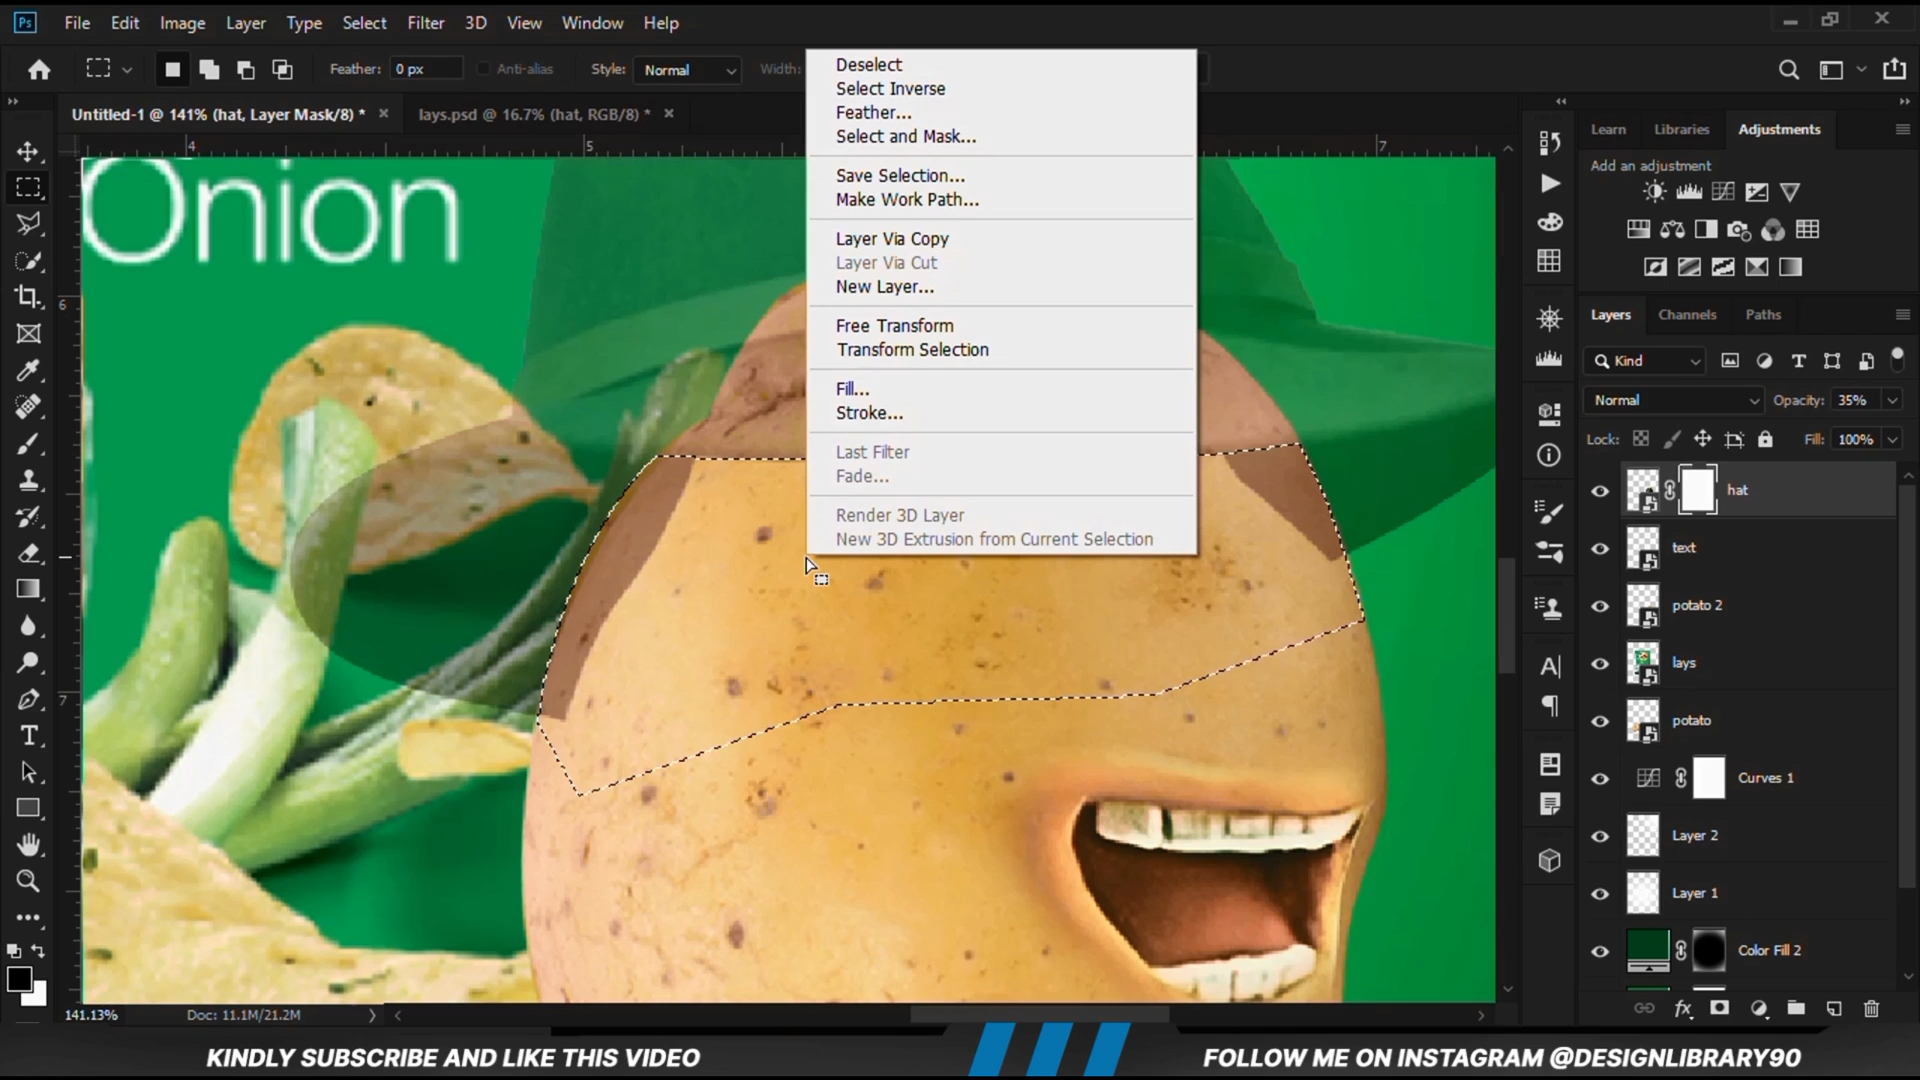 Ps File Edit Image Layer Type Select Filter 3D View Window Help
Feather: 0 px Anti-alias Style: Normal Width:
Untitled-1 @ 141% (hat, Layer Mask/8) * × lays.psd @ 16.7% (hat, RGB/8) * ×
4 5 7
6
7
Onion
Deselect
Select Inverse
Feather...
Select and Mask...
Save Selection...
Make Work Path...
Layer Via Copy
Layer Via Cut
New Layer...
Free Transform
Transform Selection
Fill...
Stroke...
Last Filter
Fade...
Render 3D Layer
New 3D Extrusion from Current Selection
Learn Libraries Adjustments
Add an adjustment
Layers Channels Paths
Kind
Normal Opacity: 35%
Lock: Fill: 100%
hat
text
potato 2
lays
potato
Curves 1
Layer 2
Layer 1
Color Fill 2
141.13% Doc: 11.1M/21.2M
KINDLY SUBSCRIBE AND LIKE THIS VIDEO
FOLLOW ME ON INSTAGRAM @DESIGNLIBRARY90